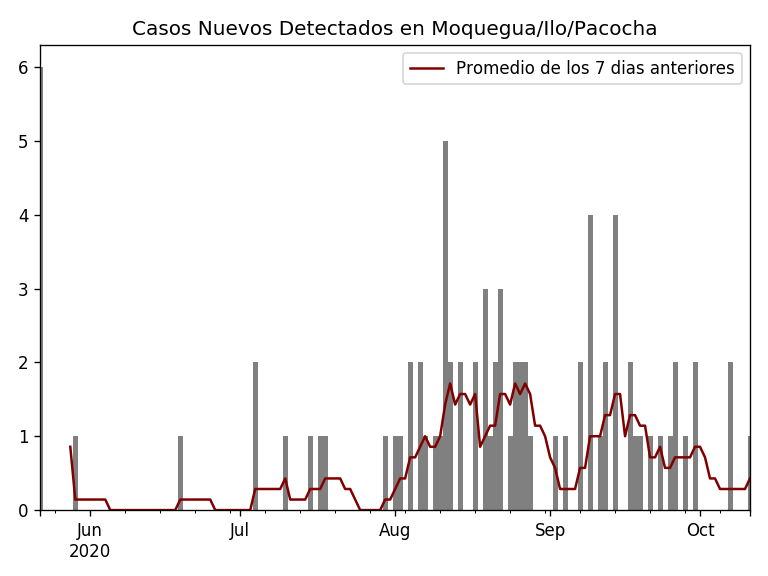 Casos Nuevos Detectados en Moquegua/Ilo/Pacocha
Promedio de los 7 dias anteriores
6
5
4
3
2
1
0
Jun Jul Aug Sep Oct
2020